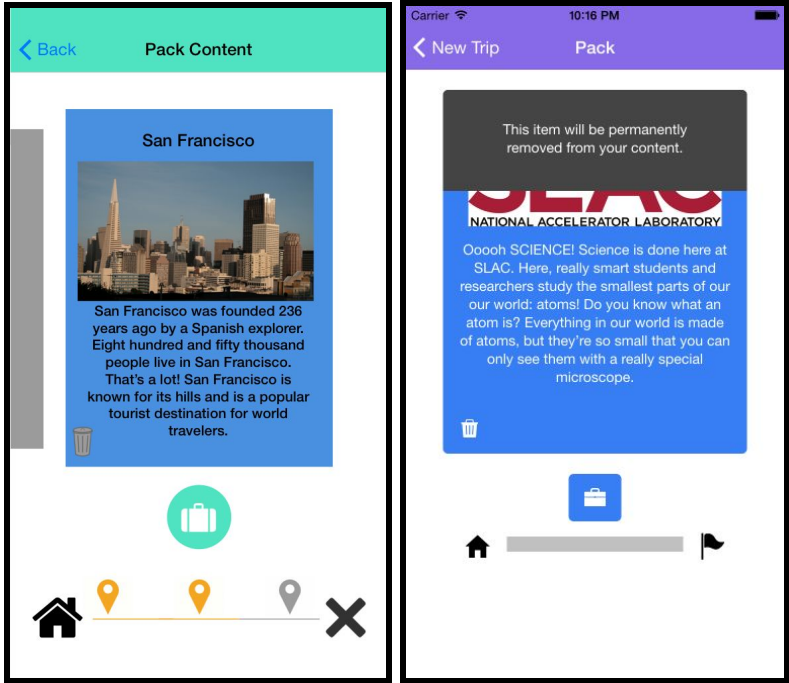 Back
Pack Content
San Francisco
San Francisco was founded 236
years ago by a Spanish explorer.
Eight hundred and fifty thousand
people live in San Francisco.
That's a lot! San Francisco is
known for its hills and is a popular
tourist destination for world
travelers.
Carrier
10:16 PM
New Trip
Pack
This item will be permanently
removed from your content.
SLAC
NATIONAL ACCELERATOR LABORATORY
Ooooh SCIENCE! Science is done here at
SLAC. Here, really smart students and
researchers study the smallest parts of our
our world: atoms! Do you know what an
atom is? Everything in our world is made
of atoms, but they're so small that you can
only see them with a really special
microscope.